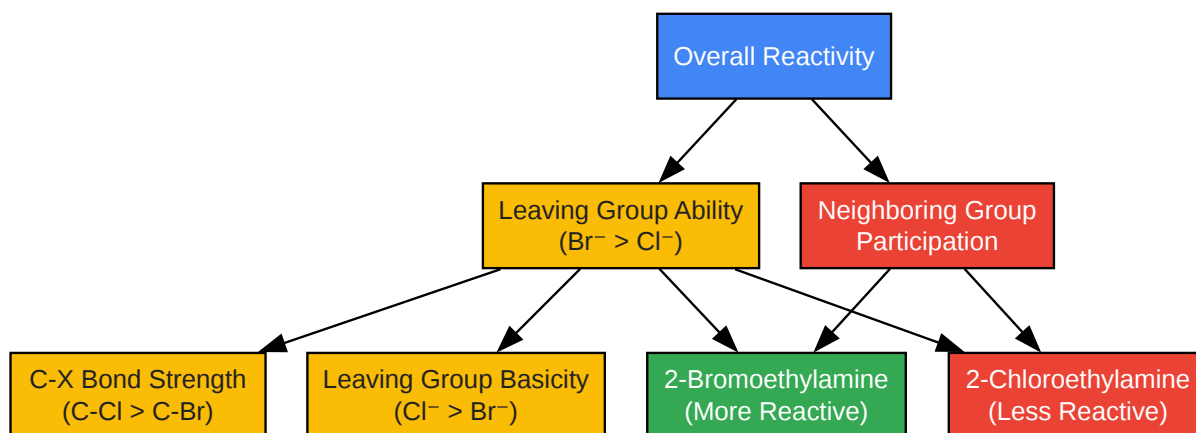 Overall Reactivity
Leaving Group Ability
(Br⁻ > Cl⁻)
Neighboring Group
Participation
C-X Bond Strength
(C-Cl > C-Br)
Leaving Group Basicity
(Cl⁻ > Br⁻)
2-Bromoethylamine
(More Reactive)
2-Chloroethylamine
(Less Reactive)